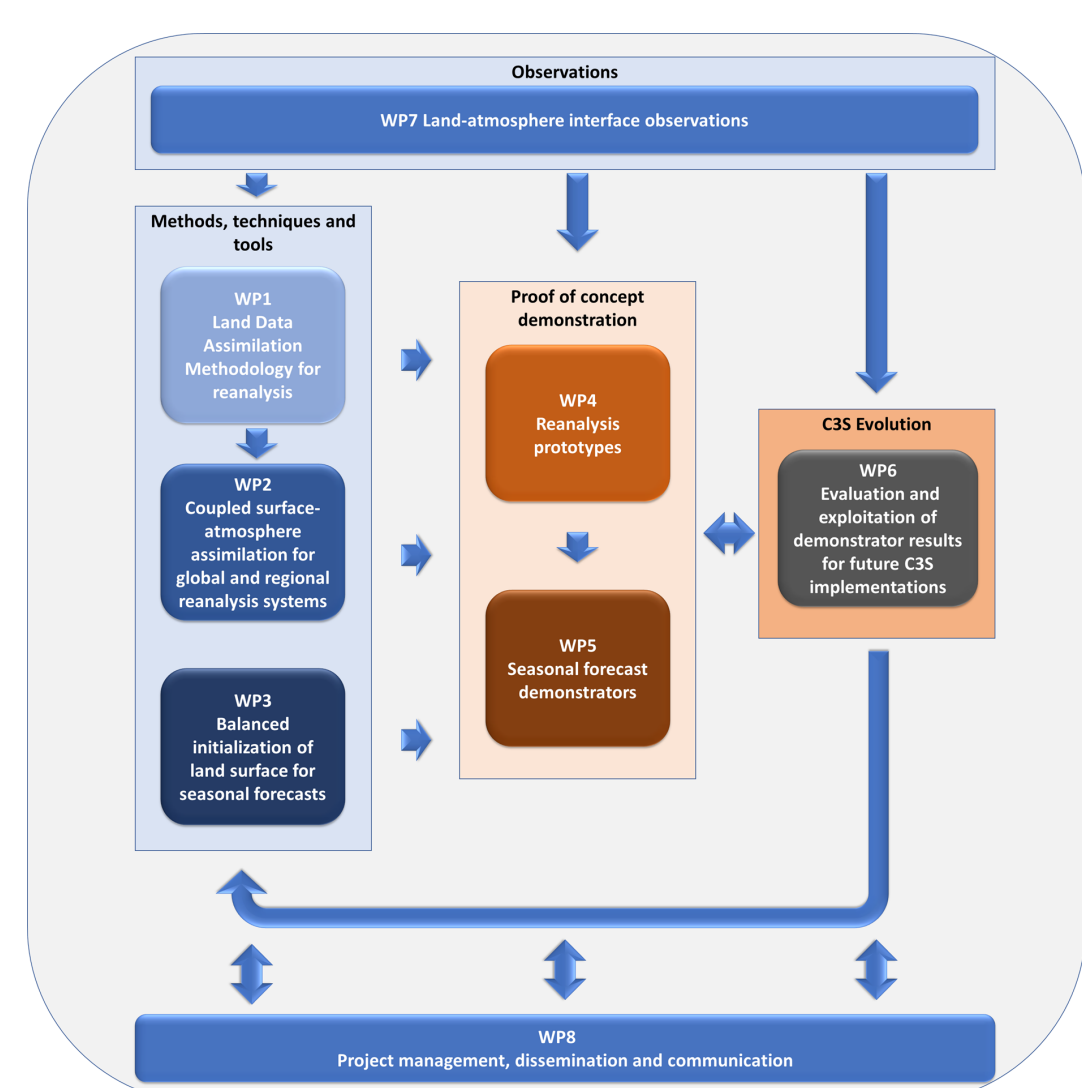 Observations
WP7 Land-atmosphere interface observations
Methods, techniques and
tools
WP1
Land Data
Assimilation
Methodology for
reanalysis
WP2
Coupled surface-
atmosphere
assimilation for
global and regional
reanalysis systems
WP3
Balanced
initialization of
land surface for
seasonal forecasts
Proof of concept
demonstration
WP4
Reanalysis
prototypes
WP5
Seasonal forecast
demonstrators
C3S Evolution
WP6
Evaluation and
exploitation of
demonstrator results
for future C3S
implementations
WP8
Project management, dissemination and communication